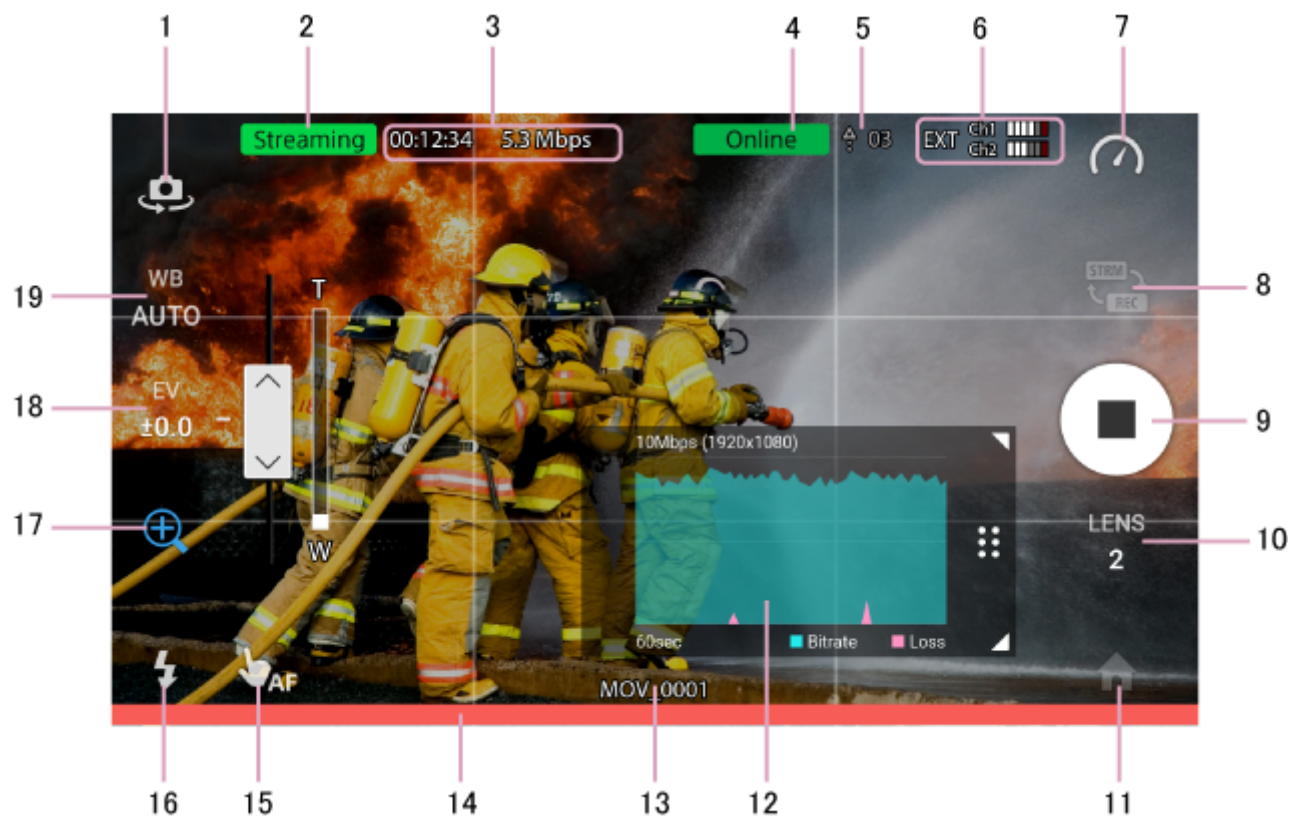 1 2 3 4 5 6 7
Streaming 00:12:34 5.3 Mbps Online 03 EXT Ch1
Ch2
WB
AUTO
19
T
STRM
REC
8
EV
±0.0
18
9
10Mbps (1920x1080)
17
W
LENS
2
10
60sec Bitrate Loss
AF
MOV_0001
16 15 14 13 12 11